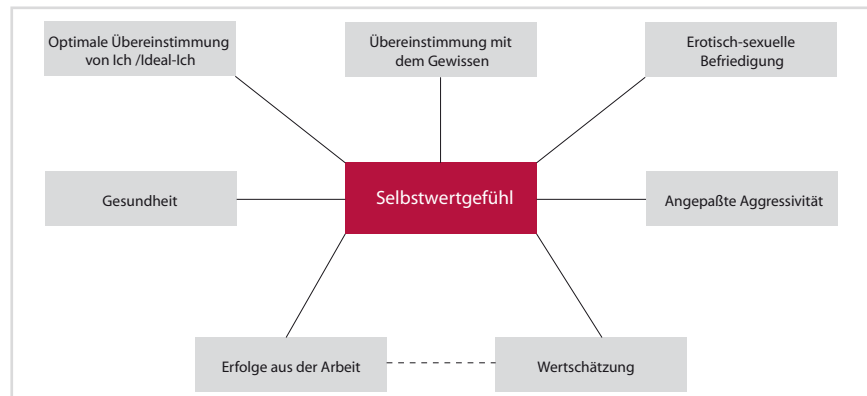 Optimale Übereinstimmung
von Ich /Ideal-Ich
Übereinstimmung mit
dem Gewissen
Erotisch-sexuelle
Befriedigung
Gesundheit
Selbstwertgefühl
Angepaßte Aggressivität
Erfolge aus der Arbeit
Wertschätzung